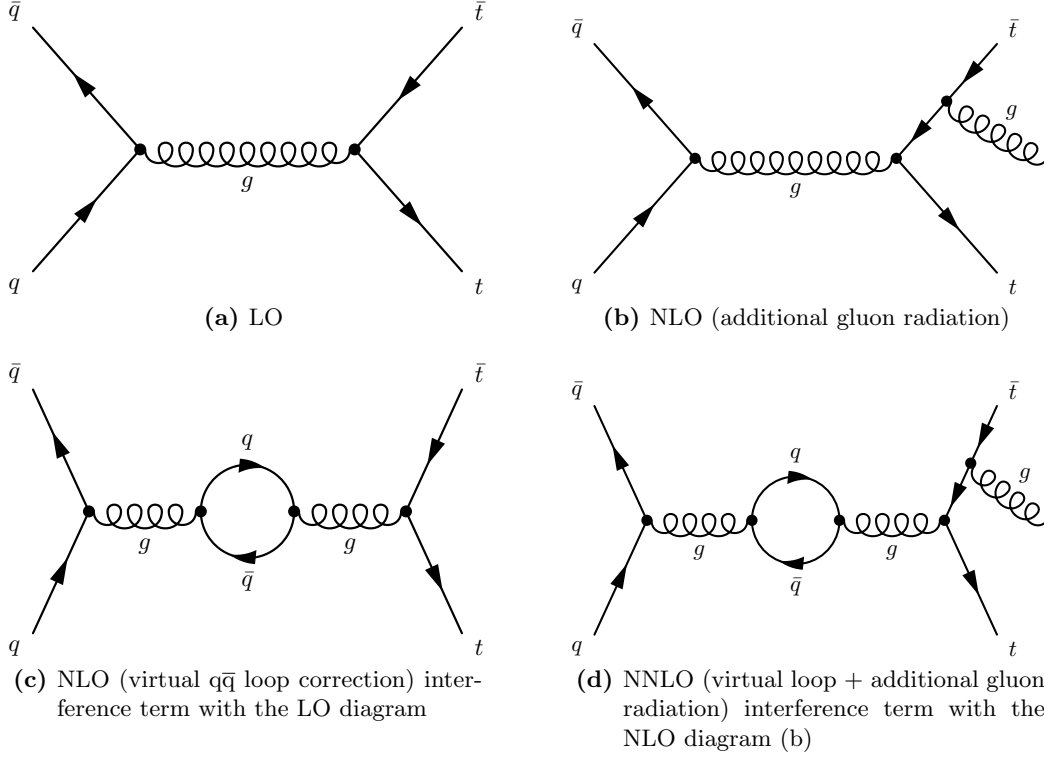 q̄
t̄
g
q
t
(a) LO
q̄
t̄
g
g
q
t
(b) NLO (additional gluon radiation)
q̄
t̄
q
g
g
q̄
q
t
(c) NLO (virtual qq̄ loop correction) inter-
ference term with the LO diagram
q̄
t̄
q
g
g
g
q̄
q
t
(d) NNLO (virtual loop + additional gluon
radiation) interference term with the
NLO diagram (b)